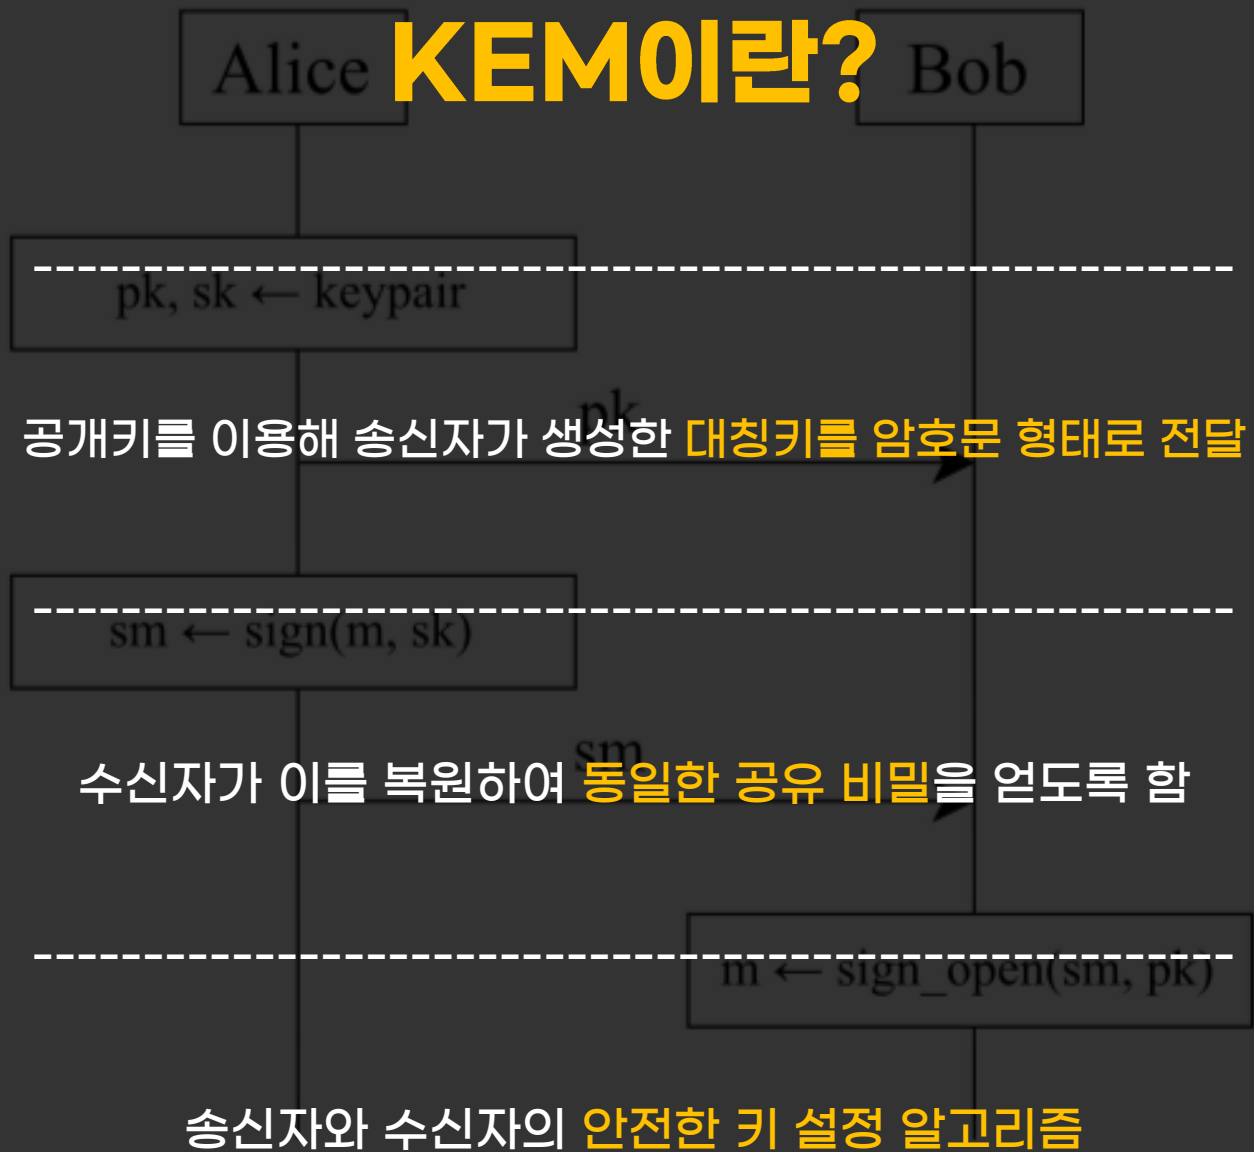 Alice KEM이란? Bob
pk, sk ← keypair
pk
공개키를 이용해 송신자가 생성한 대칭키를 암호문 형태로 전달
sm ← sign(m, sk)
sm
수신자가 이를 복원하여 동일한 공유 비밀을 얻도록 함
m ← sign_open(sm, pk)
송신자와 수신자의 안전한 키 설정 알고리즘